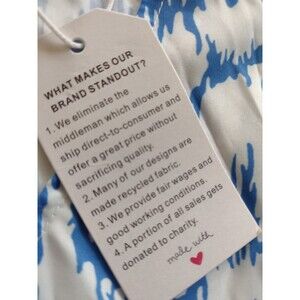 WHAT MAKES OUR
BRAND STANDOUT?
1. We eliminate the
middleman which allows us
ship direct-to-consumer and
offer a great price without
sacrificing quality.
2. Many of our designs are
made recycled fabric.
3. We provide fair wages and
good working conditions.
4. A portion of all sales gets
donated to charity.
made with